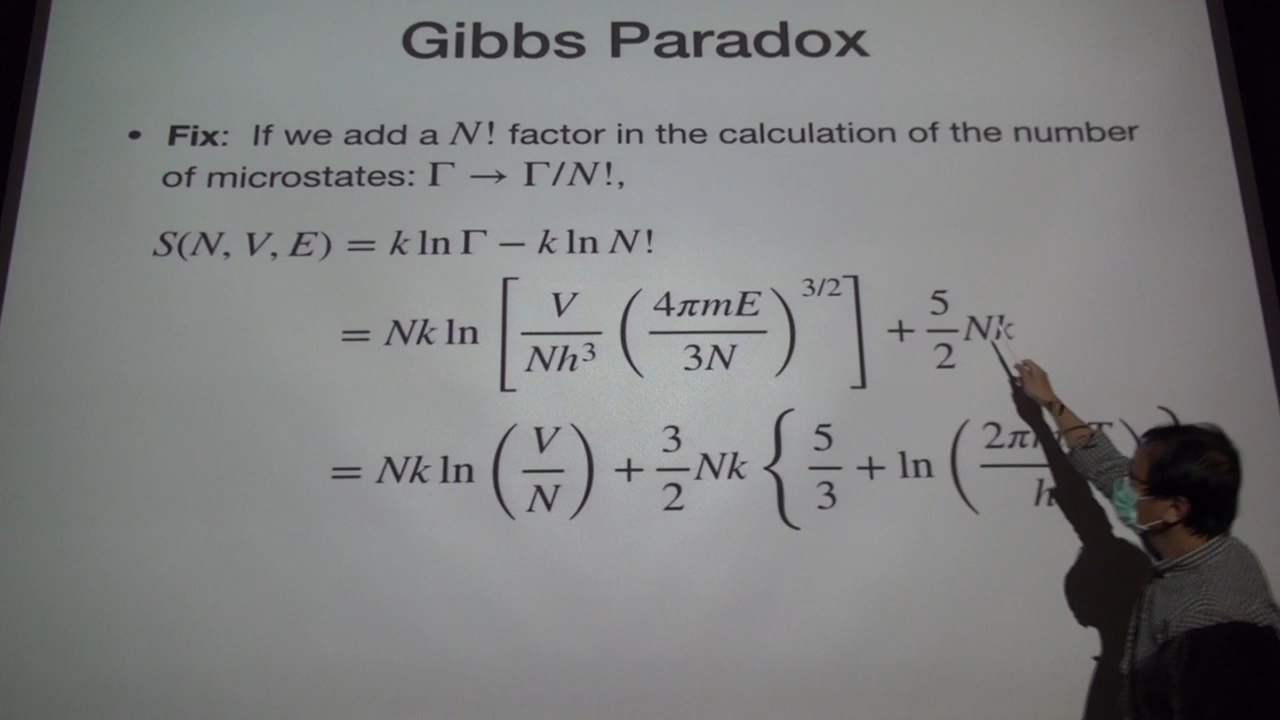 Gibbs Paradox
• Fix: If we add a N! factor in the calculation of the number
of microstates: Γ → Γ/N!,
S(N, V, E) = k ln Γ − k ln N!
= Nk ln [ V/Nh³ ( 4πmE/3N )^{3/2} ] + 5/2 Nk
= Nk ln ( V/N ) + 3/2 Nk { 5/3 + ln ( 2π